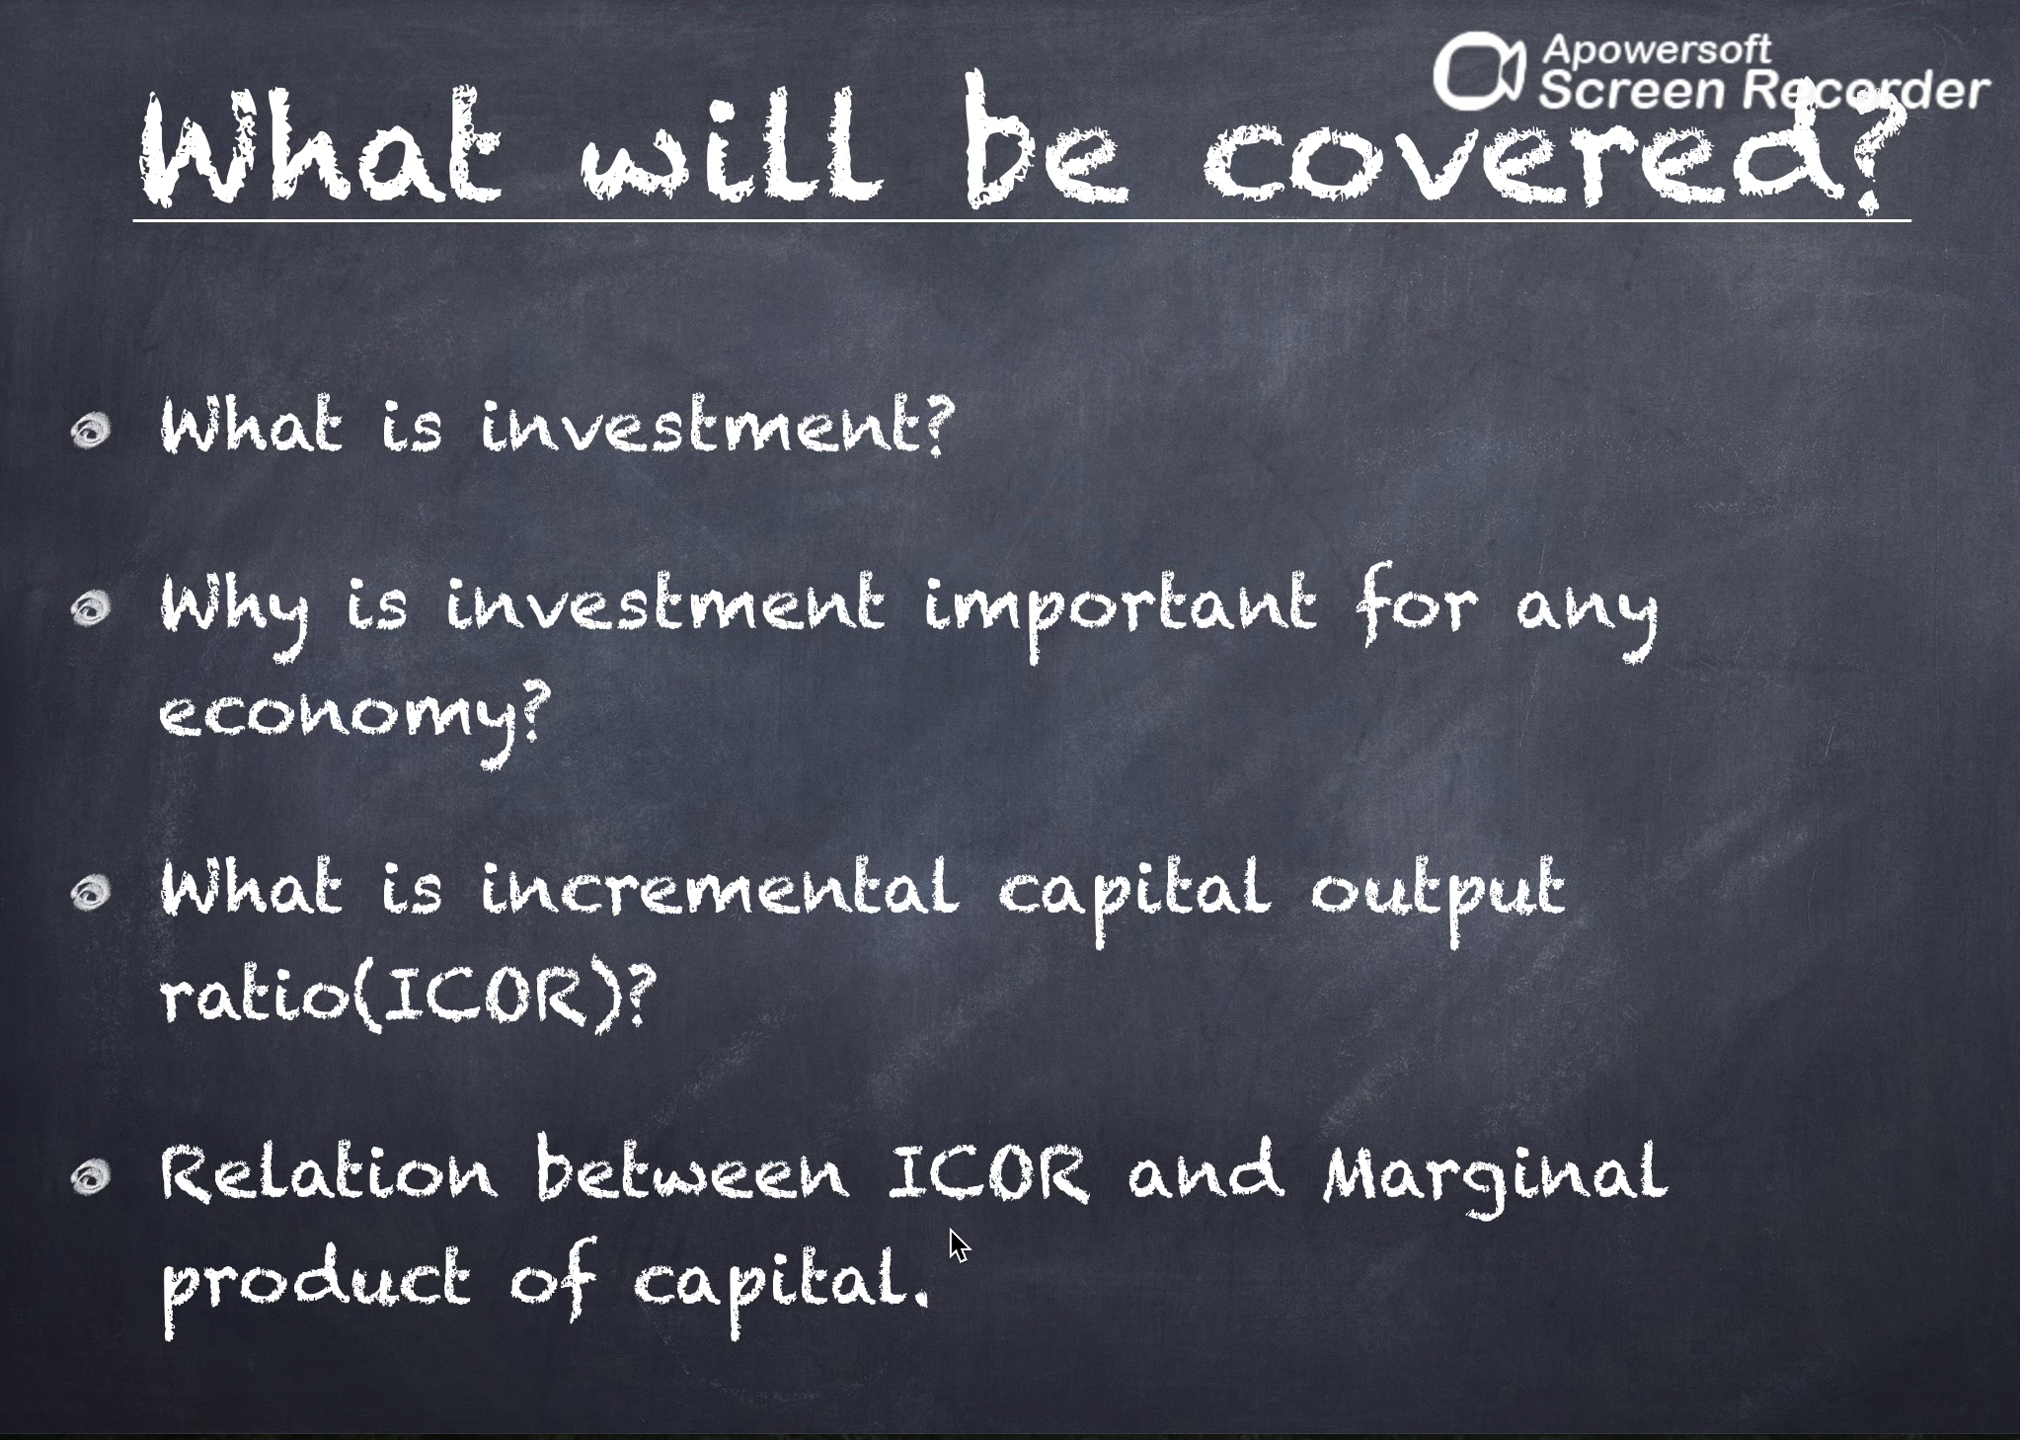 Apowersoft
Screen Recorder
What will be covered?
What is investment?
Why is investment important for any
economy?
What is incremental capital output
ratio(ICOR)?
Relation between ICOR and Marginal
product of capital.